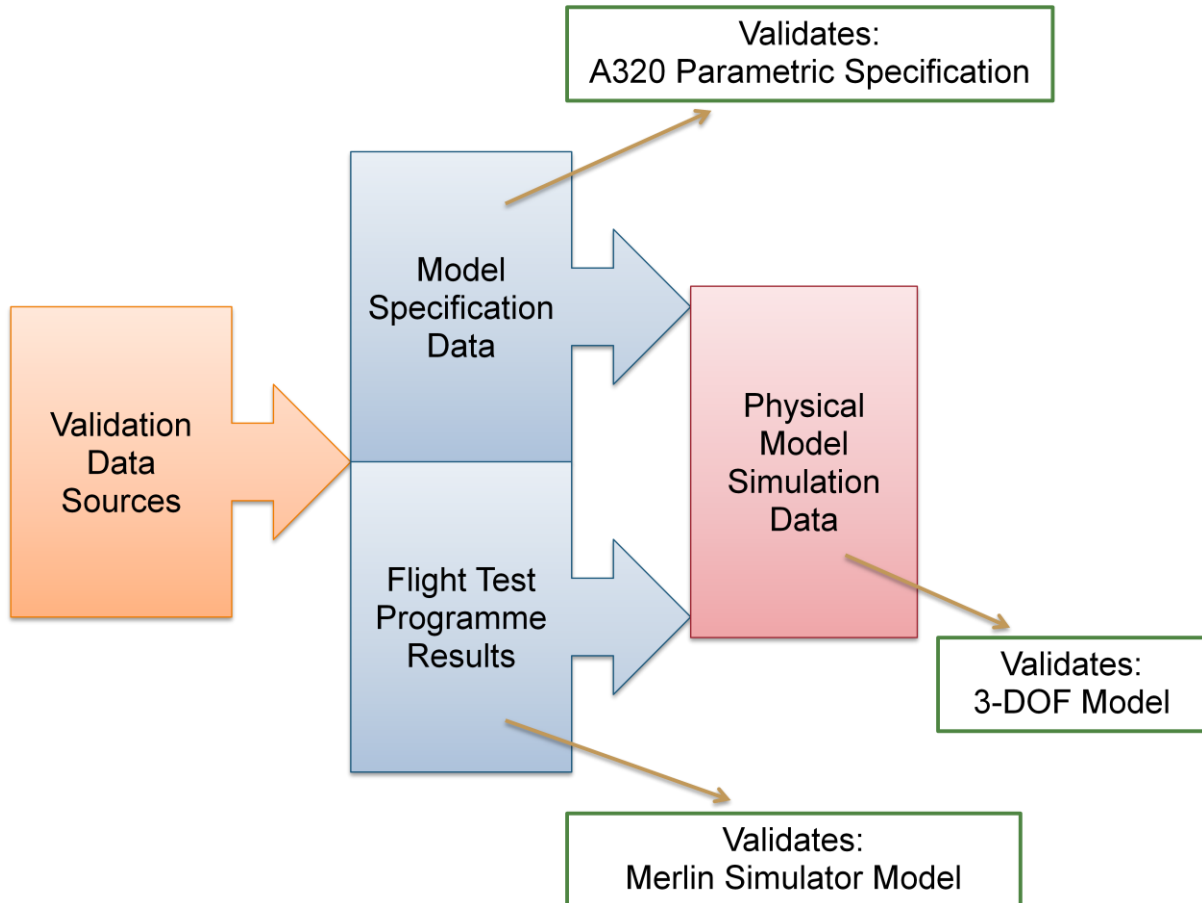 Validates:
A320 Parametric Specification
Model
Specification
Data
Validation
Data
Sources
Physical
Model
Simulation
Data
Flight Test
Programme
Results
Validates:
3-DOF Model
Validates:
Merlin Simulator Model